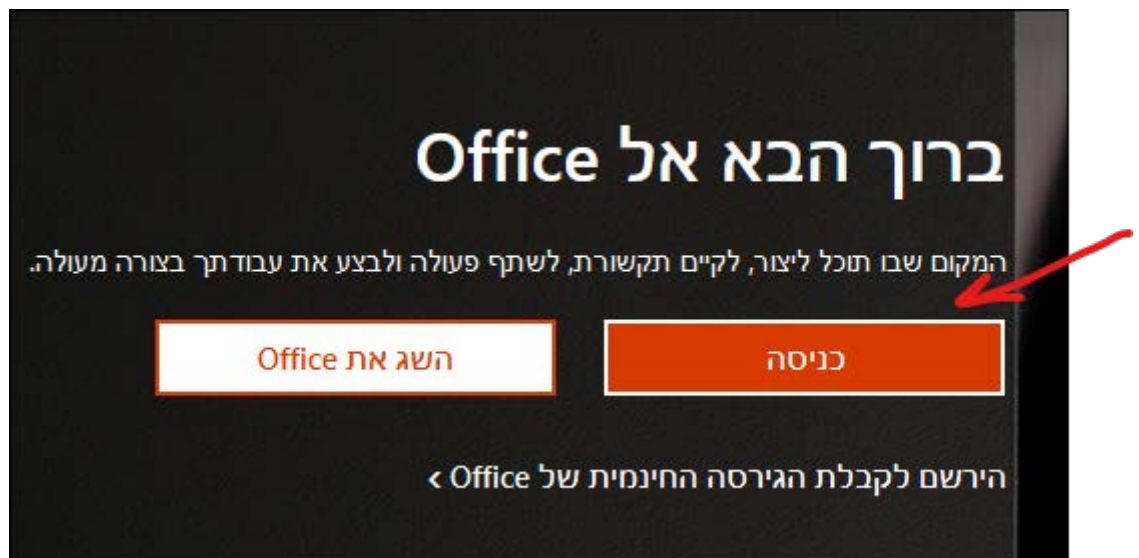 ברוך הבא אל Office
המקום שבו תוכל ליצור, לקיים תקשורת, לשתף פעולה ולבצע את עבודתך בצורה מעולה.
כניסה
השג את Office
הירשם לקבלת הגירסה החינמית של Office >